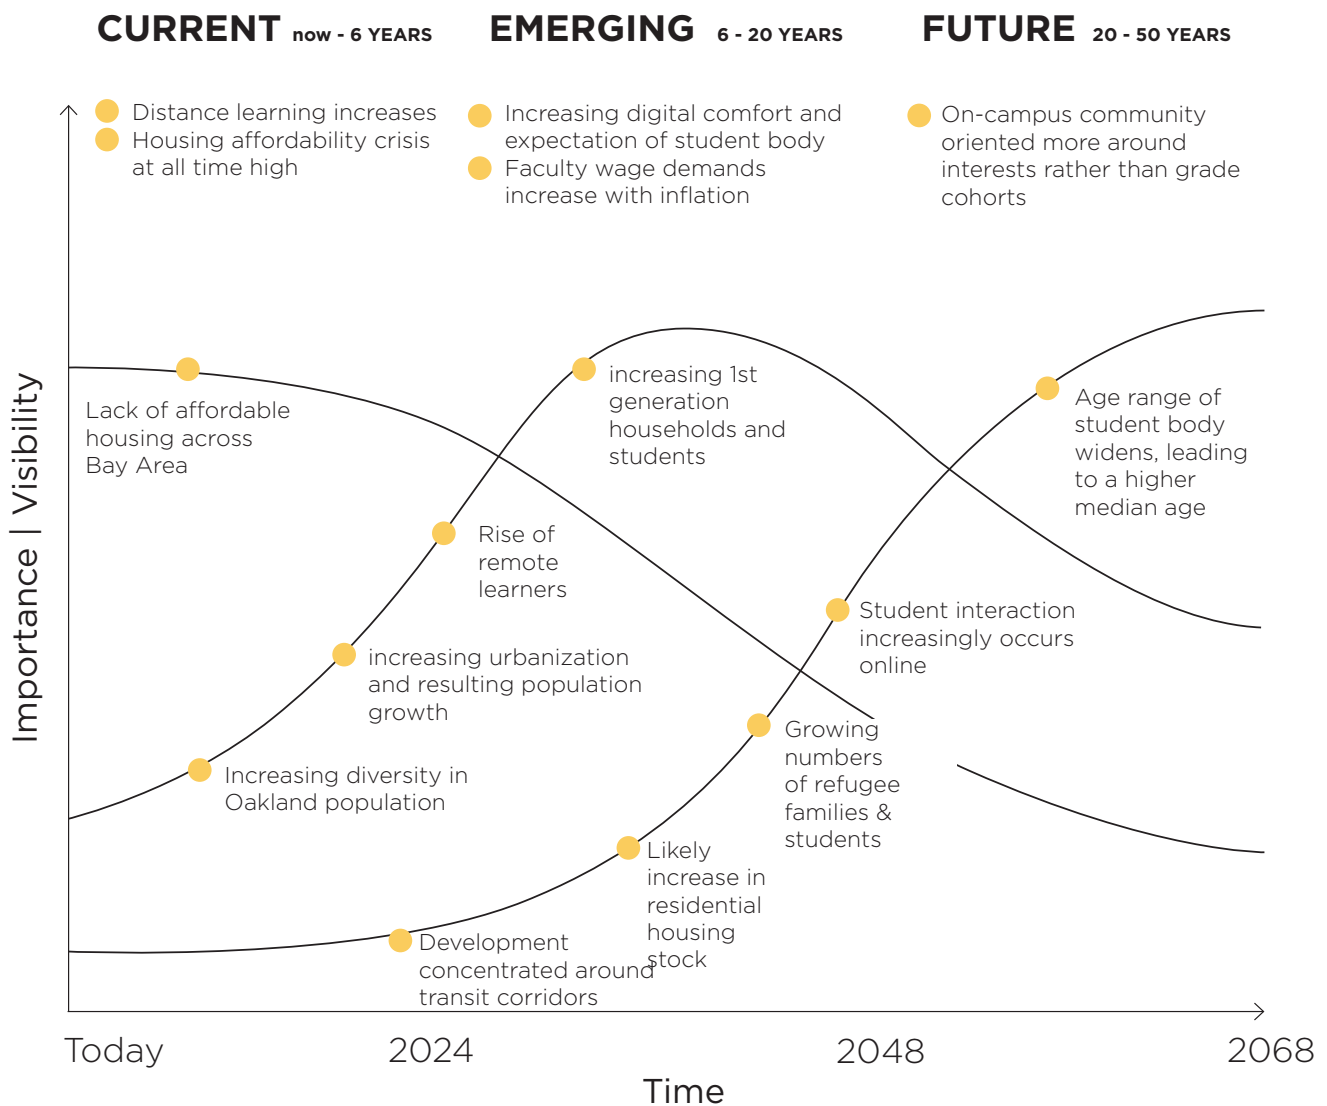 CURRENT now - 6 YEARS
EMERGING 6 - 20 YEARS
FUTURE 20 - 50 YEARS
Distance learning increases
Housing affordability crisis
at all time high
Increasing digital comfort and
expectation of student body
Faculty wage demands
increase with inflation
On-campus community
oriented more around
interests rather than grade
cohorts
Importance | Visibility
Lack of affordable
housing across
Bay Area
increasing 1st
generation
households and
students
Age range of
student body
widens, leading
to a higher
median age
Rise of
remote
learners
Student interaction
increasingly occurs
online
increasing urbanization
and resulting population
growth
Growing
numbers
of refugee
families &
students
Increasing diversity in
Oakland population
Likely
increase in
residential
housing
stock
Development
concentrated around
transit corridors
Today
2024
2048
2068
Time